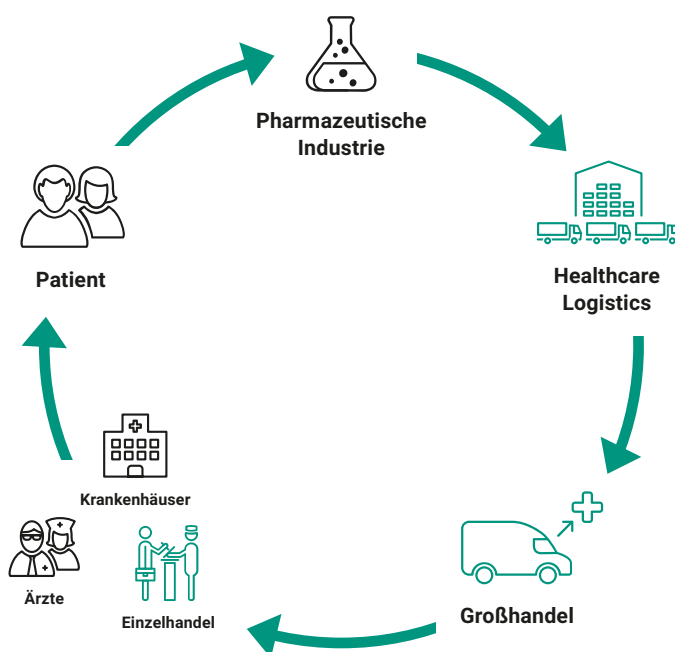 Pharmazeutische
Industrie
Healthcare
Logistics
Großhandel
Einzelhandel
Ärzte
Krankenhäuser
Patient